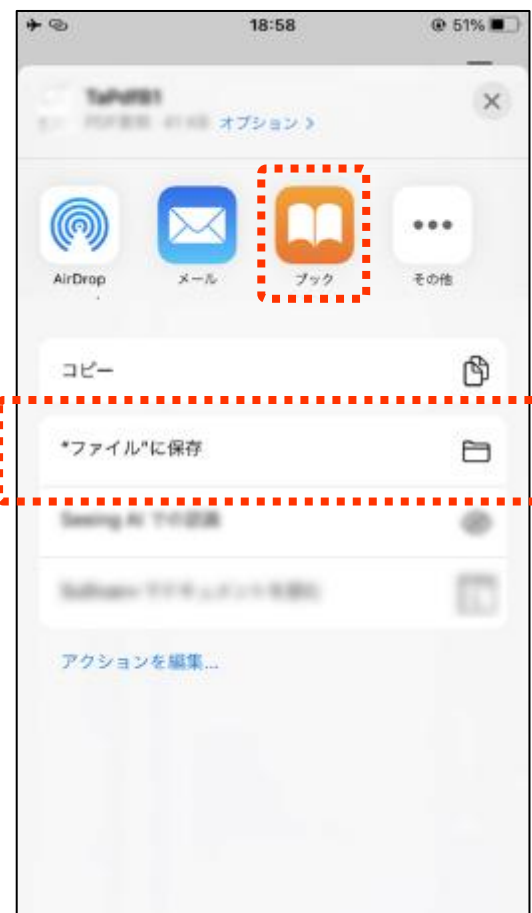 18:58
51%
オプション >
AirDrop
メール
ブック
その他
コピー
"ファイル"に保存
アクションを編集...